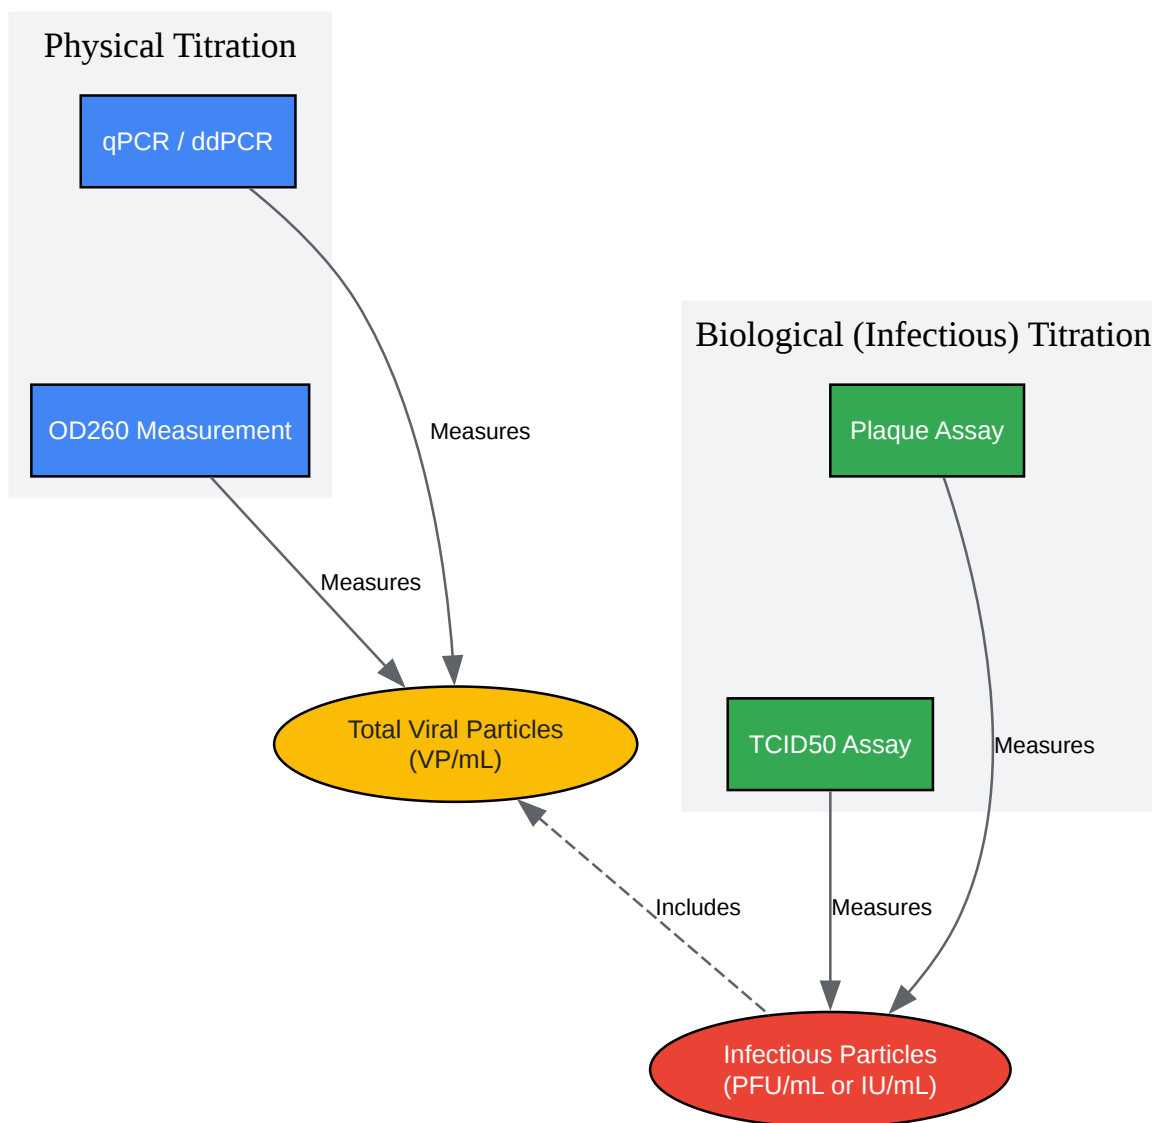 Physical Titration
qPCR / ddPCR
OD260 Measurement
Measures
Measures
Biological (Infectious) Titration
Plaque Assay
TCID50 Assay
Measures
Total Viral Particles
(VP/mL)
Includes
Measures
Infectious Particles
(PFU/mL or IU/mL)